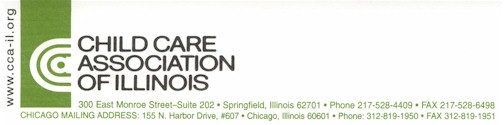 www.cca-il.org
CHILD CARE
ASSOCIATION
OF ILLINOIS
300 East Monroe Street–Suite 202 • Springfield, Illinois 62701 • Phone 217-528-4409 • FAX 217-528-6498
CHICAGO MAILING ADDRESS: 155 N. Harbor Drive, #607 • Chicago, Illinois 60601 • Phone: 312-819-1950 • FAX 312-819-1951